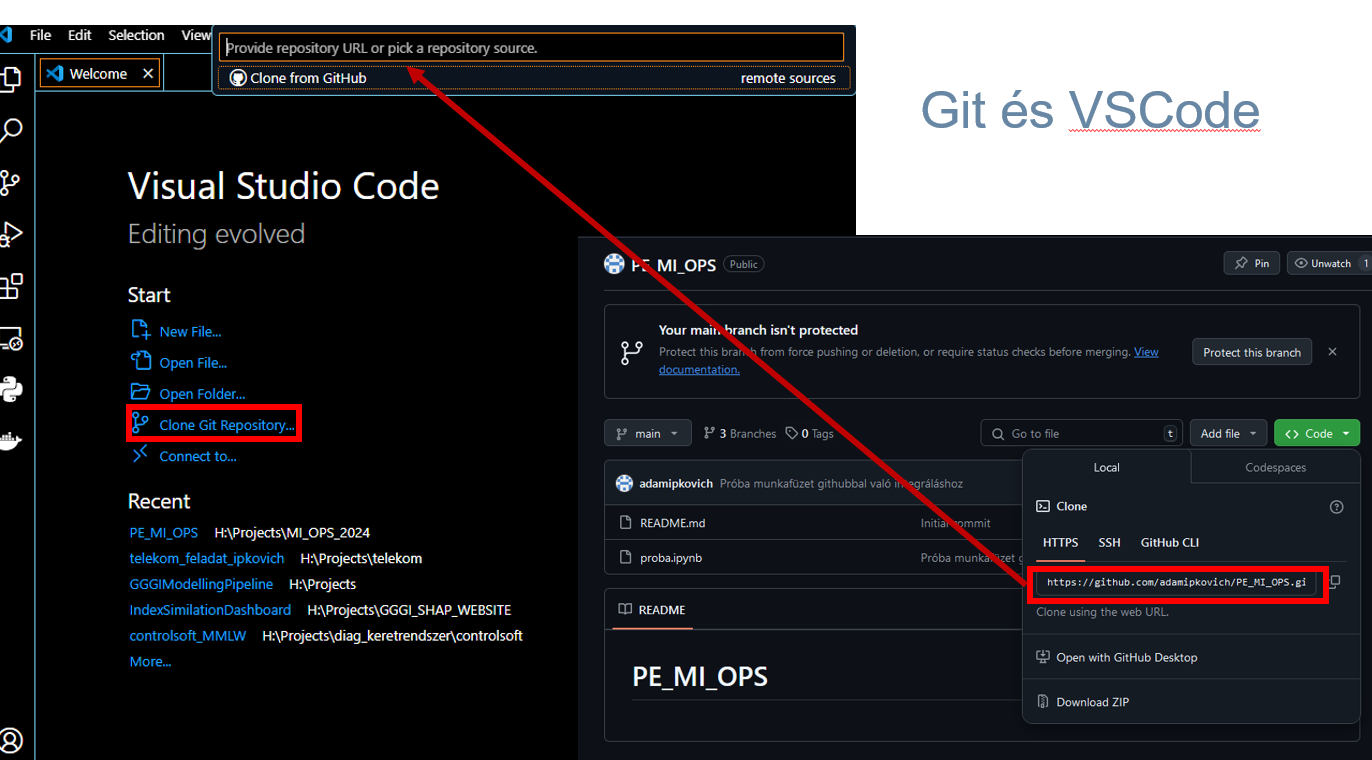 File Edit Selection View
Provide repository URL or pick a repository source.
Clone from GitHub remote sources
Welcome
Git és VSCode
Visual Studio Code
Editing evolved
Start
New File...
Open File...
Open Folder...
Clone Git Repository...
Connect to...
Recent
PE_MI_OPS H:\Projects\MI_OPS_2024
telekom_feladat_ipkovich H:\Projects\telekom
GGGIModellingPipeline H:\Projects
IndexSimilationDashboard H:\Projects\GGGI_SHAP_WEBSITE
controlsoft_MMLW H:\Projects\diag_keretrendszer\controlsoft
More...
PE_MI_OPS Public
Pin Unwatch 1
Your main branch isn't protected
Protect this branch from force pushing or deletion, or require status checks before merging. View
documentation.
Protect this branch
main 3 Branches 0 Tags
Go to file t Add file Code
Local Codespaces
adamipkovich Próba munkafüzet githubbal való integráláshoz
Clone
README.md Initial commit
HTTPS SSH GitHub CLI
proba.ipynb Próba munkafüzet g
https://github.com/adamipkovich/PE_MI_OPS.gi
Clone using the web URL.
README
Open with GitHub Desktop
PE_MI_OPS
Download ZIP